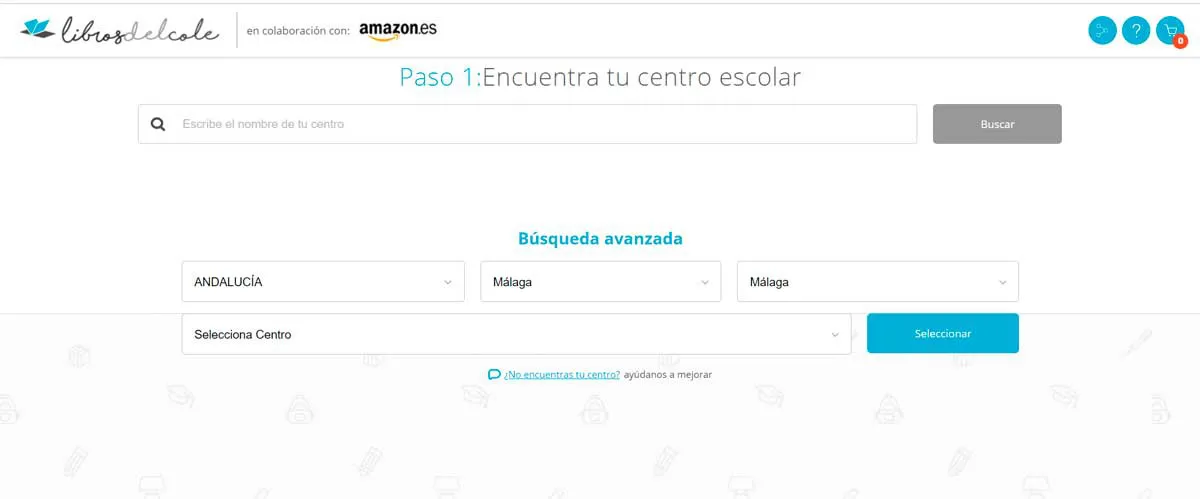 librosdelcole
en colaboración con:
amazon.es
?
0
Paso 1:Encuentra tu centro escolar
Escribe el nombre de tu centro
Buscar
Búsqueda avanzada
ANDALUCÍA
Málaga
Málaga
Selecciona Centro
Seleccionar
¿No encuentras tu centro? ayúdanos a mejorar